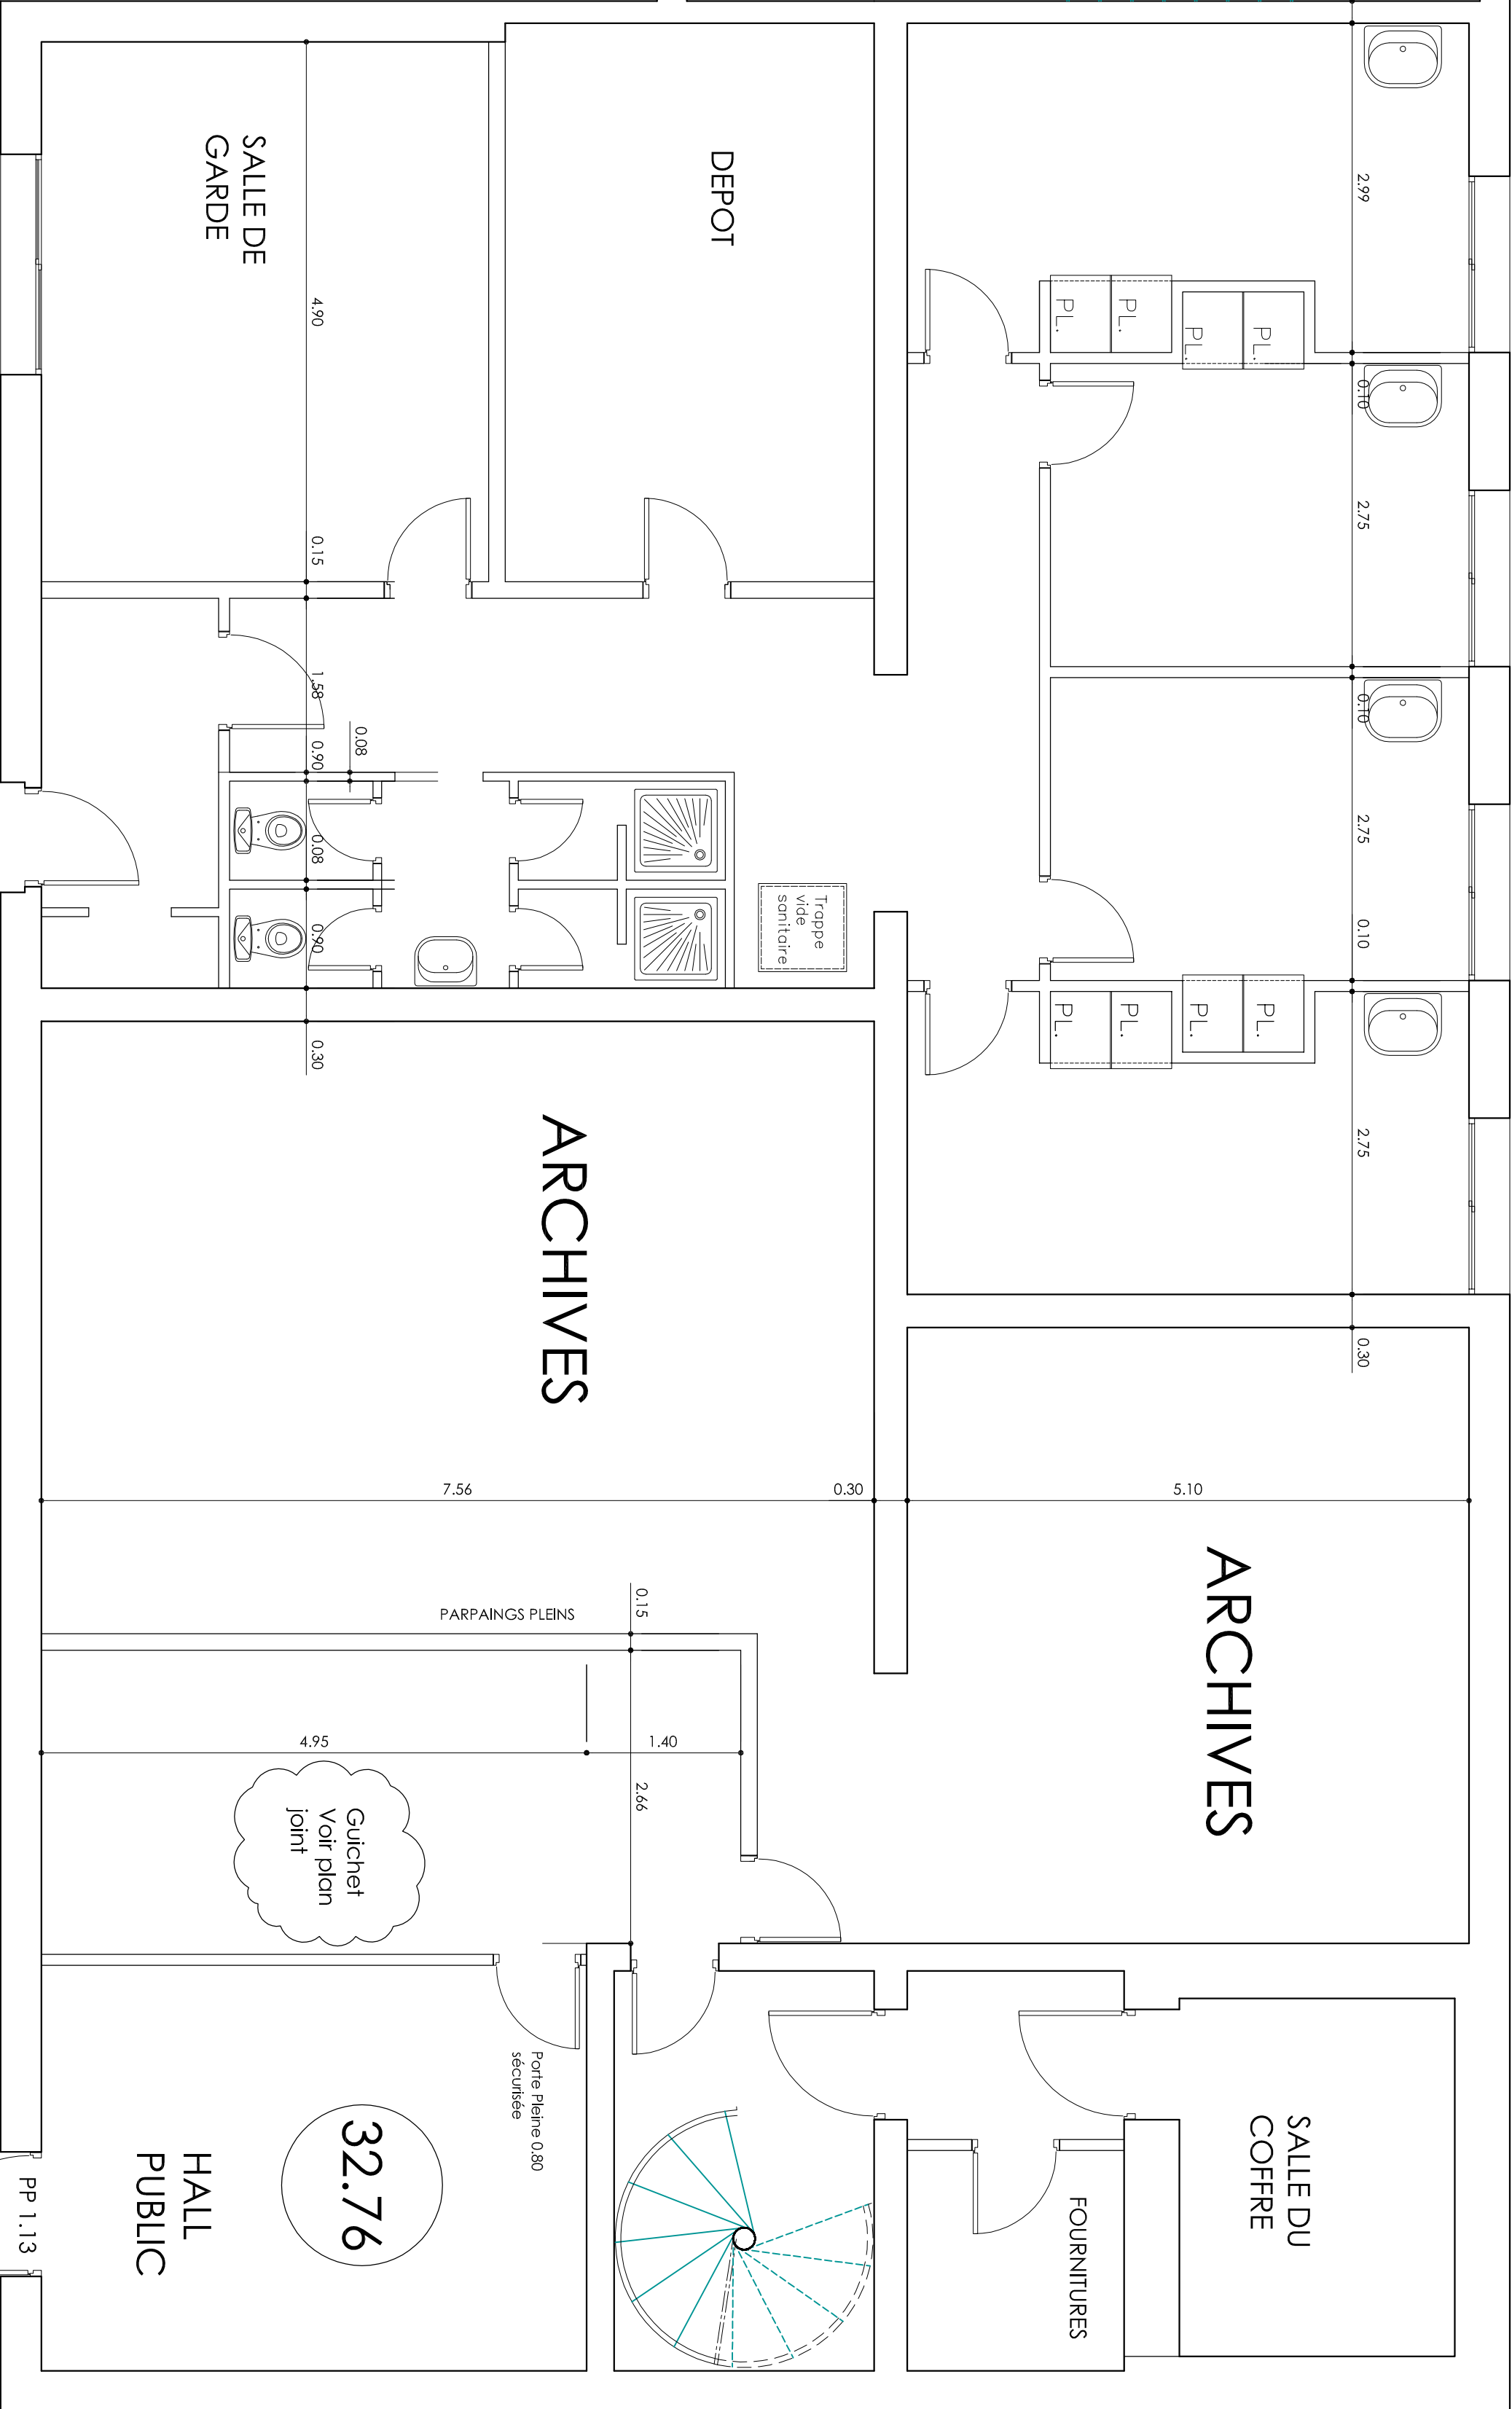 SALLE DE
GARDE
4.90
0.15
1.58
0.90
0.08
0.08
0.90
0.30
DEPOT
2.99
0.10
2.75
0.10
2.75
0.10
2.75
0.30
PL.
PL.
PL.
PL.
PL.
PL.
PL.
PL.
Trappe
vide
sanitaire
ARCHIVES
ARCHIVES
7.56
0.30
5.10
PARPAINGS PLEINS
0.15
2.66
4.95
1.40
Guichet
Voir plan
joint
Porte Pleine 0.80
sécurisée
32.76
HALL
PUBLIC
PP 1.13
SALLE DU
COFFRE
FOURNITURES